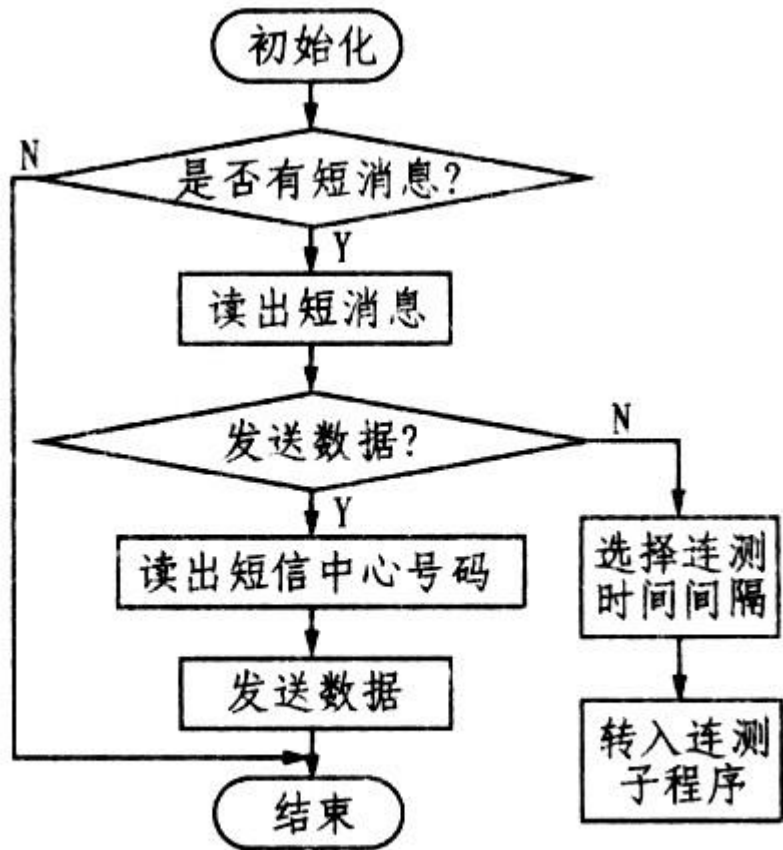 初始化
N
是否有短消息?
Y
读出短消息
发送数据?
N
Y
读出短信中心号码
选择连测
时间间隔
发送数据
转入连测
子程序
结束